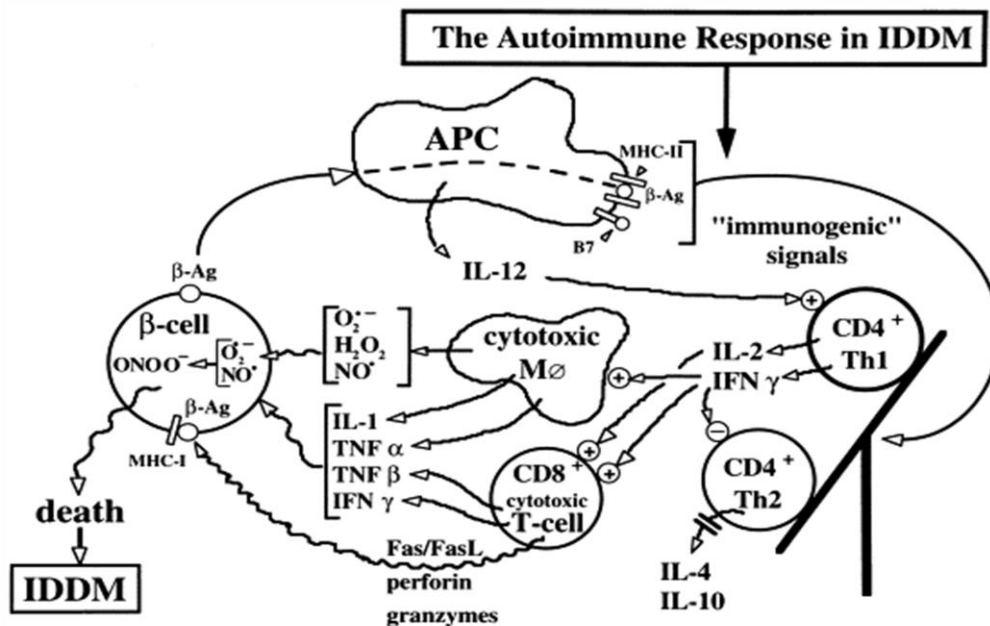 The Autoimmune Response in IDDM
APC
MHC-II
β-Ag
B7
"immunogenic"
signals
IL-12
β-Ag
β-cell
ONOO⁻
O₂•⁻
NO•
β-Ag
MHC-I
O₂•⁻
H₂O₂
NO•
cytotoxic
MØ
+
IL-2
IFN γ
+
CD4⁺
Th1
IL-1
TNF α
TNF β
IFN γ
+
+
CD8⁺
cytotoxic
T-cell
−
CD4⁺
Th2
IL-4
IL-10
Fas/FasL
perforin
granzymes
death
IDDM